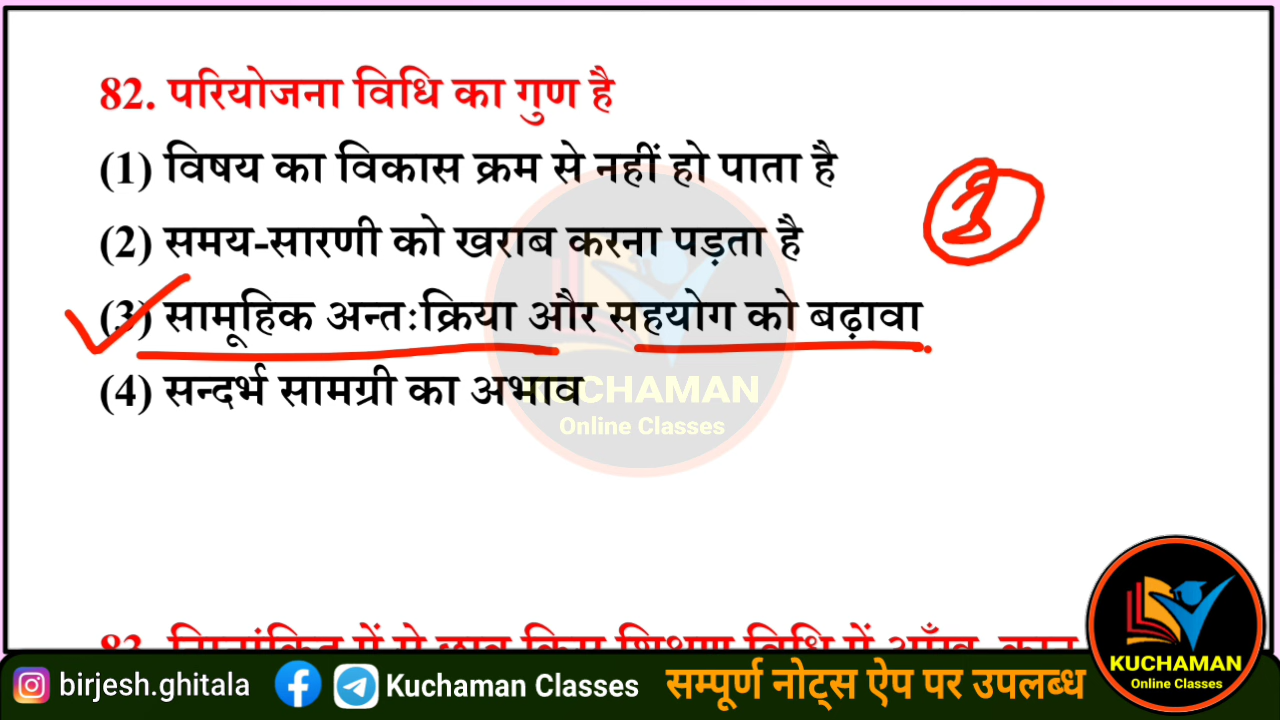 82. परियोजना विधि का गुण है
(1) विषय का विकास क्रम से नहीं हो पाता है
(2) समय-सारणी को खराब करना पड़ता है
3
(3) सामूहिक अन्तःक्रिया और सहयोग को बढ़ावा
(4) सन्दर्भ सामग्री का अभाव
KUCHAMAN
Online Classes
83. निम्नांकित में से छात्र किस शिक्षण विधि में आँख, कान
KUCHAMAN
Online Classes
birjesh.ghitala
Kuchaman Classes
सम्पूर्ण नोट्स ऐप पर उपलब्ध